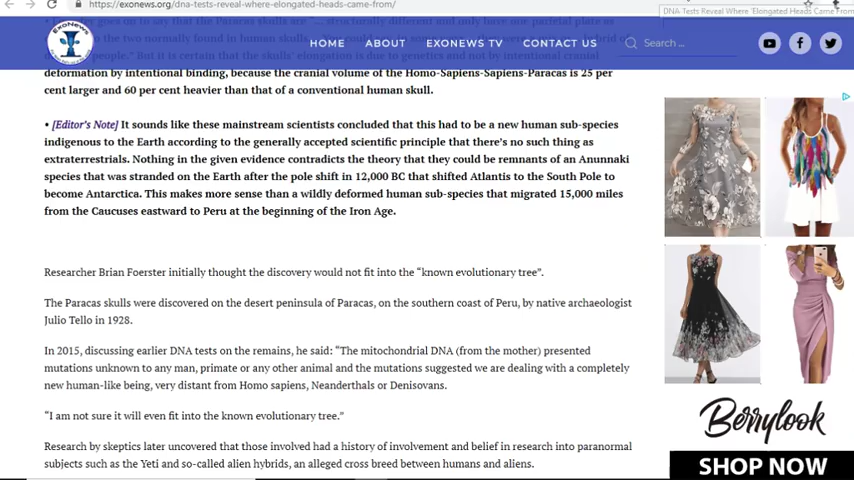 https://exonews.org/dna-tests-reveal-where-elongated-heads-came-from/
DNA Tests Reveal Where 'Elongated Heads' Came From
ExoNews
HOME
ABOUT
EXONEWS TV
CONTACT US
Search ...
deformation by intentional binding, because the cranial volume of the Homo-Sapiens-Sapiens-Paracas is 25 per
cent larger and 60 per cent heavier than that of a conventional human skull.
• [Editor's Note] It sounds like these mainstream scientists concluded that this had to be a new human sub-species
indigenous to the Earth according to the generally accepted scientific principle that there's no such thing as
extraterrestrials. Nothing in the given evidence contradicts the theory that they could be remnants of an Anunnaki
species that was stranded on the Earth after the pole shift in 12,000 BC that shifted Atlantis to the South Pole to
become Antarctica. This makes more sense than a wildly deformed human sub-species that migrated 15,000 miles
from the Caucuses eastward to Peru at the beginning of the Iron Age.
Researcher Brian Foerster initially thought the discovery would not fit into the “known evolutionary tree”.
The Paracas skulls were discovered on the desert peninsula of Paracas, on the southern coast of Peru, by native archaeologist
Julio Tello in 1928.
In 2015, discussing earlier DNA tests on the remains, he said: “The mitochondrial DNA (from the mother) presented
mutations unknown to any man, primate or any other animal and the mutations suggested we are dealing with a completely
new human-like being, very distant from Homo sapiens, Neanderthals or Denisovans.
“I am not sure it will even fit into the known evolutionary tree.”
Research by skeptics later uncovered that those involved had a history of involvement and belief in research into paranormal
subjects such as the Yeti and so-called alien hybrids, an alleged cross breed between humans and aliens.
Berrylook
SHOP NOW